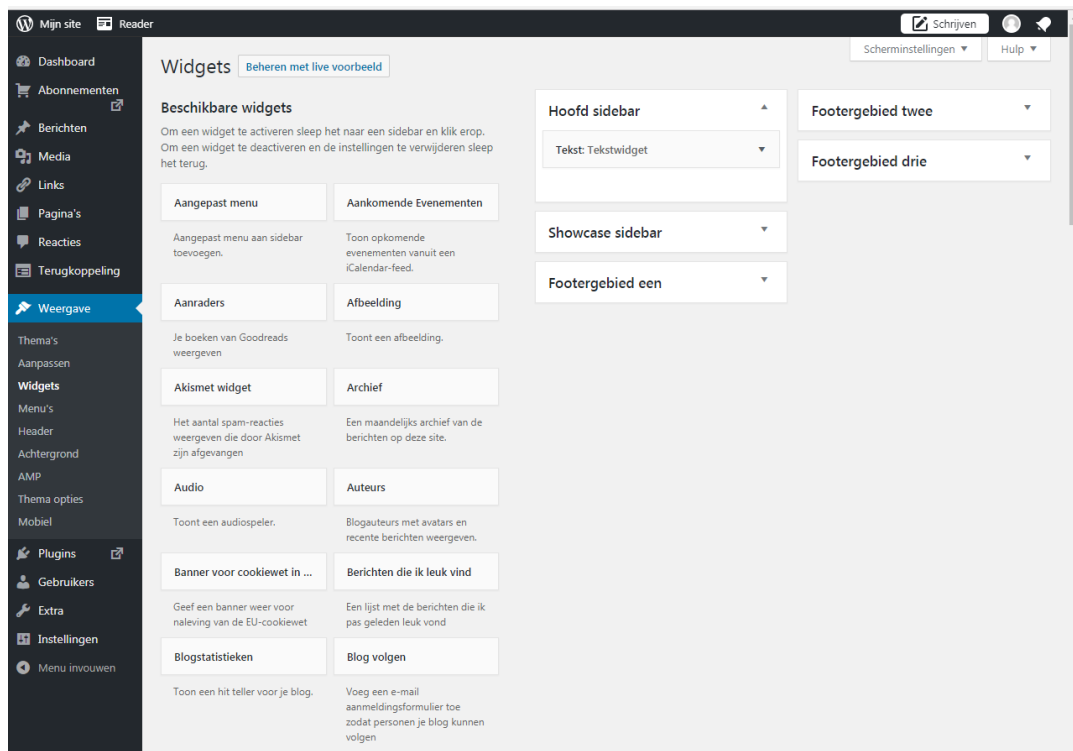 Mijn site
Reader
Schrijven
Dashboard
Abonnementen
Berichten
Media
Links
Pagina's
Reacties
Terugkoppeling
Weergave
Thema's
Aanpassen
Widgets
Menu's
Header
Achtergrond
AMP
Thema opties
Mobiel
Plugins
Gebruikers
Extra
Instellingen
Menu invouwen
Scherminstellingen
Hulp
Widgets
Beheren met live voorbeeld
Beschikbare widgets
Om een widget te activeren sleep het naar een sidebar en klik erop.
Om een widget te deactiveren en de instellingen te verwijderen sleep
het terug.
Aangepast menu
Aangepast menu aan sidebar
toevoegen.
Aankomende Evenementen
Toon opkomende
evenementen vanuit een
iCalendar-feed.
Aanraders
Je boeken van Goodreads
weergeven
Afbeelding
Toont een afbeelding.
Akismet widget
Het aantal spam-reacties
weergeven die door Akismet
zijn afgevangen
Archief
Een maandelijks archief van de
berichten op deze site.
Audio
Toont een audiospeler.
Auteurs
Blogauteurs met avatars en
recente berichten weergeven.
Banner voor cookiewet in ...
Geef een banner weer voor
naleving van de EU-cookiewet
Berichten die ik leuk vind
Een lijst met de berichten die ik
pas geleden leuk vond
Blogstatistieken
Toon een hit teller voor je blog.
Blog volgen
Voeg een e-mail
aanmeldingsformulier toe
zodat personen je blog kunnen
volgen
Hoofd sidebar
Tekst: Tekstwidget
Showcase sidebar
Footergebied een
Footergebied twee
Footergebied drie